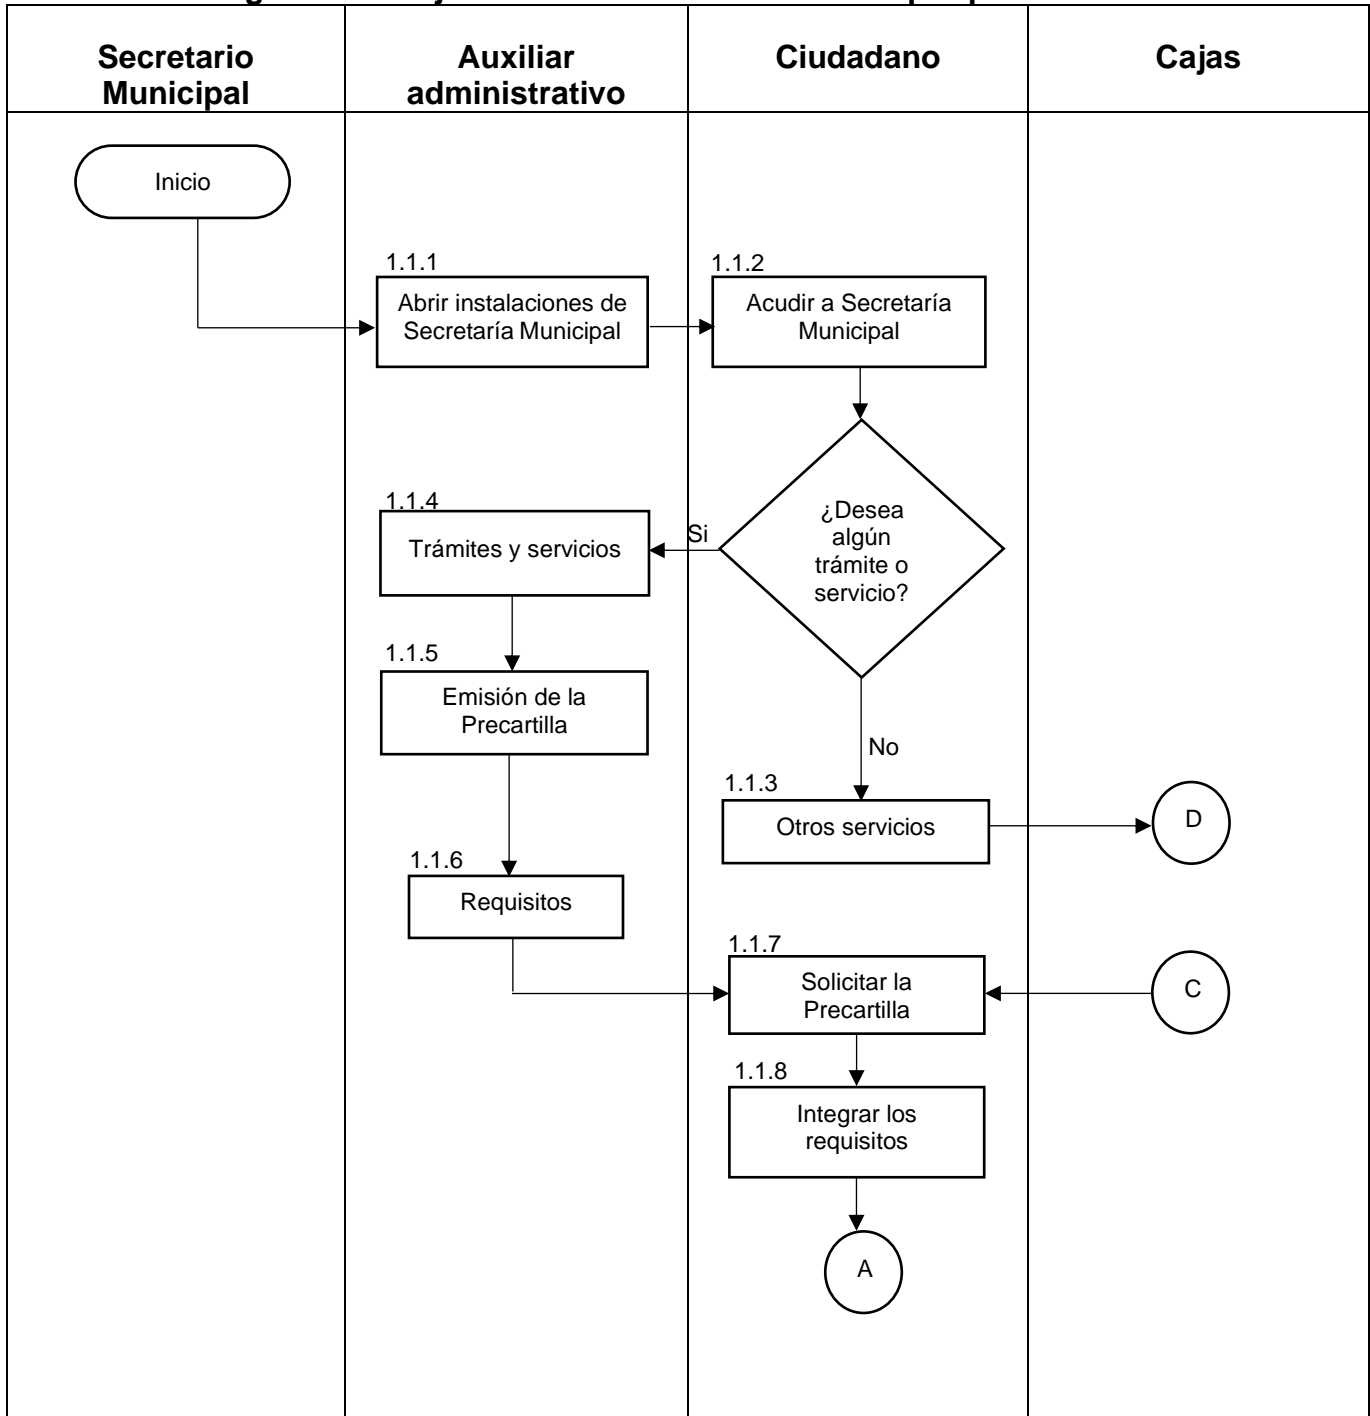 Secretario
Municipal
Auxiliar
administrativo
Ciudadano
Cajas
Inicio
1.1.1
Abrir instalaciones de
Secretaría Municipal
1.1.2
Acudir a Secretaría
Municipal
¿Desea
algún
trámite o
servicio?
Si
1.1.4
Trámites y servicios
1.1.5
Emisión de la
Precartilla
No
1.1.3
Otros servicios
D
1.1.6
Requisitos
1.1.7
Solicitar la
Precartilla
C
1.1.8
Integrar los
requisitos
A